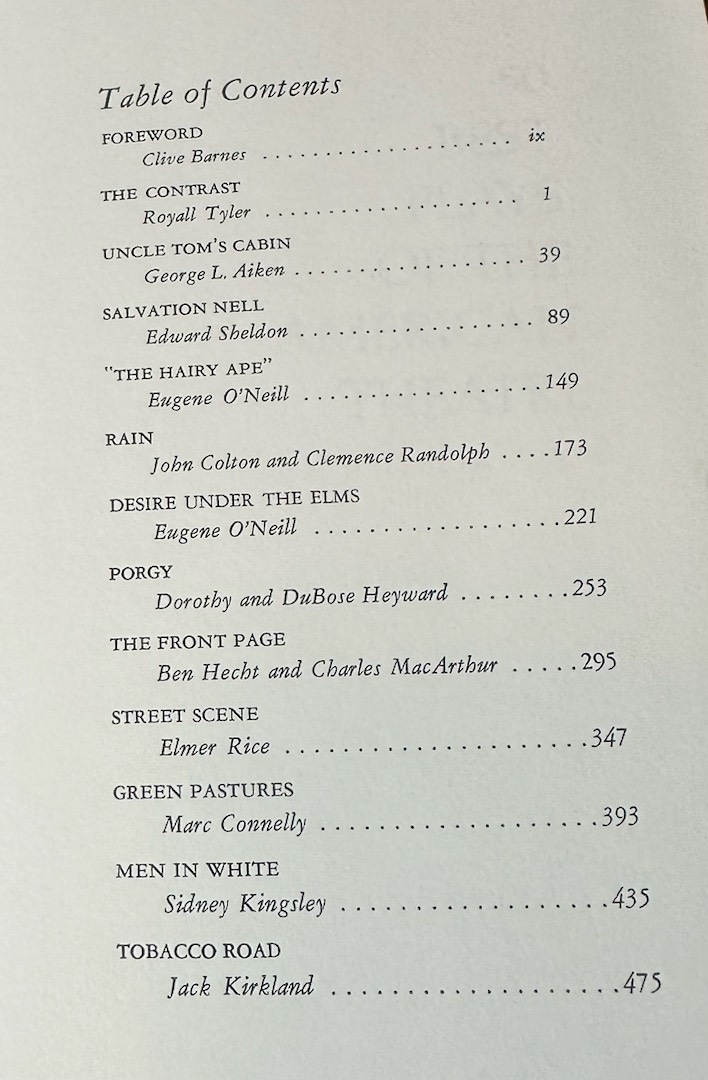 Table of Contents
FOREWORD
Clive Barnes . . . . . . . . . . . . . . . . . . . . ix
THE CONTRAST
Royall Tyler . . . . . . . . . . . . . . . . . . . . 1
UNCLE TOM'S CABIN
George L. Aiken . . . . . . . . . . . . . . . . . . 39
SALVATION NELL
Edward Sheldon . . . . . . . . . . . . . . . . . . 89
"THE HAIRY APE"
Eugene O'Neill . . . . . . . . . . . . . . . . . . .149
RAIN
John Colton and Clemence Randolph . . . .173
DESIRE UNDER THE ELMS
Eugene O'Neill . . . . . . . . . . . . . . . . . . .221
PORGY
Dorothy and DuBose Heyward . . . . . . . .253
THE FRONT PAGE
Ben Hecht and Charles MacArthur . . . . .295
STREET SCENE
Elmer Rice . . . . . . . . . . . . . . . . . . . . .347
GREEN PASTURES
Marc Connelly . . . . . . . . . . . . . . . . . . .393
MEN IN WHITE
Sidney Kingsley . . . . . . . . . . . . . . . . . .435
TOBACCO ROAD
Jack Kirkland . . . . . . . . . . . . . . . . . . . .475